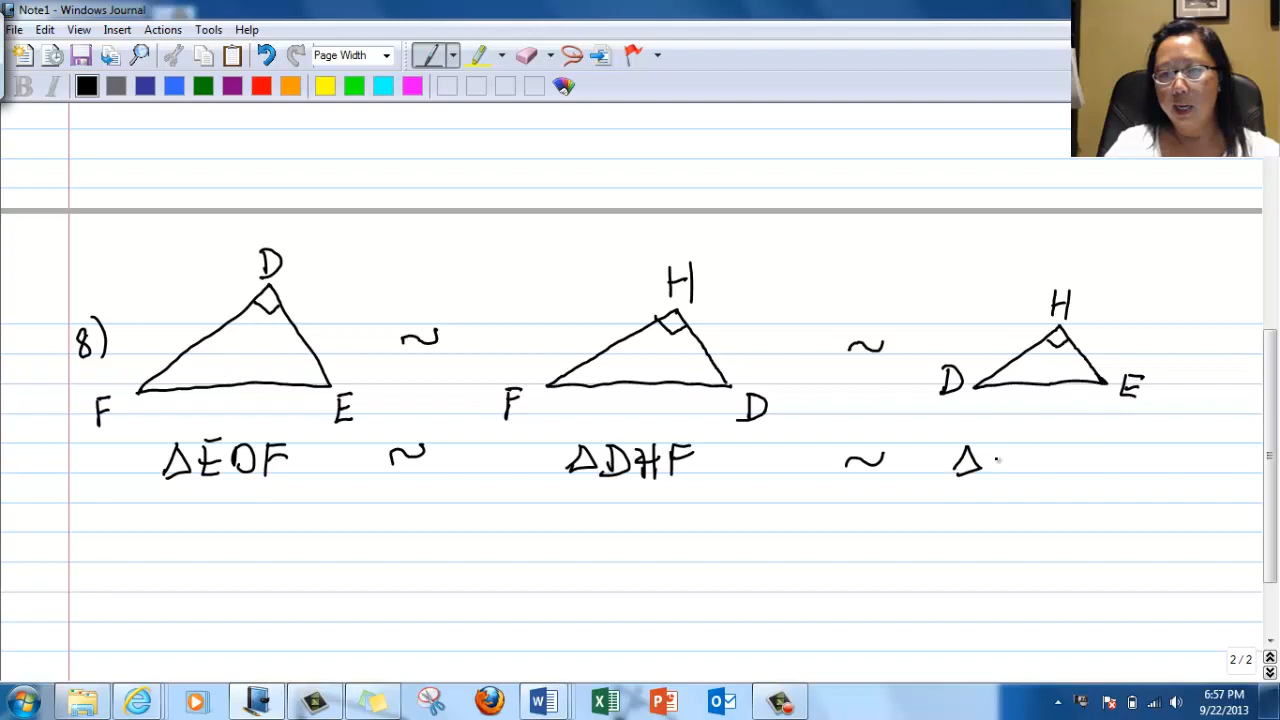 Note1 - Windows Journal
File Edit View Insert Actions Tools Help
Page Width
B I
D
H
H
8)
~
~
F
E
F
D
D
E
ΔEDF ~ ΔDHF ~ Δ
2 / 2
6:57 PM
9/22/2013